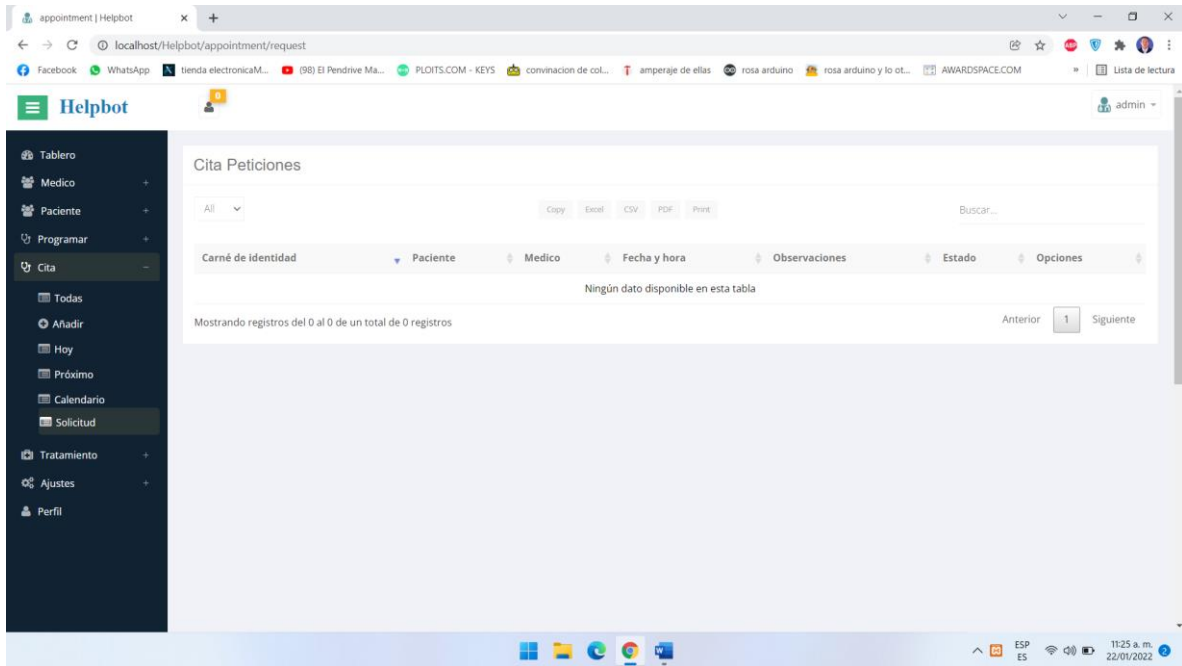 appointment | Helpbot
localhost/Helpbot/appointment/request
Facebook WhatsApp tienda electronicaM... (98) El Pendrive Ma... PLOITS.COM - KEYS convinacion de col... amperaje de ellas rosa arduino rosa arduino y lo ot... AWARDSPACE.COM » Lista de lectura
Helpbot
0
admin
Tablero
Medico +
Paciente +
Programar +
Cita −
Todas
Añadir
Hoy
Próximo
Calendario
Solicitud
Tratamiento +
Ajustes +
Perfil
Cita Peticiones
All Copy Excel CSV PDF Print Buscar...
Carné de identidad Paciente Medico Fecha y hora Observaciones Estado Opciones
Ningún dato disponible en esta tabla
Mostrando registros del 0 al 0 de un total de 0 registros
Anterior 1 Siguiente
ESP
ES
11:25 a. m.
22/01/2022
2